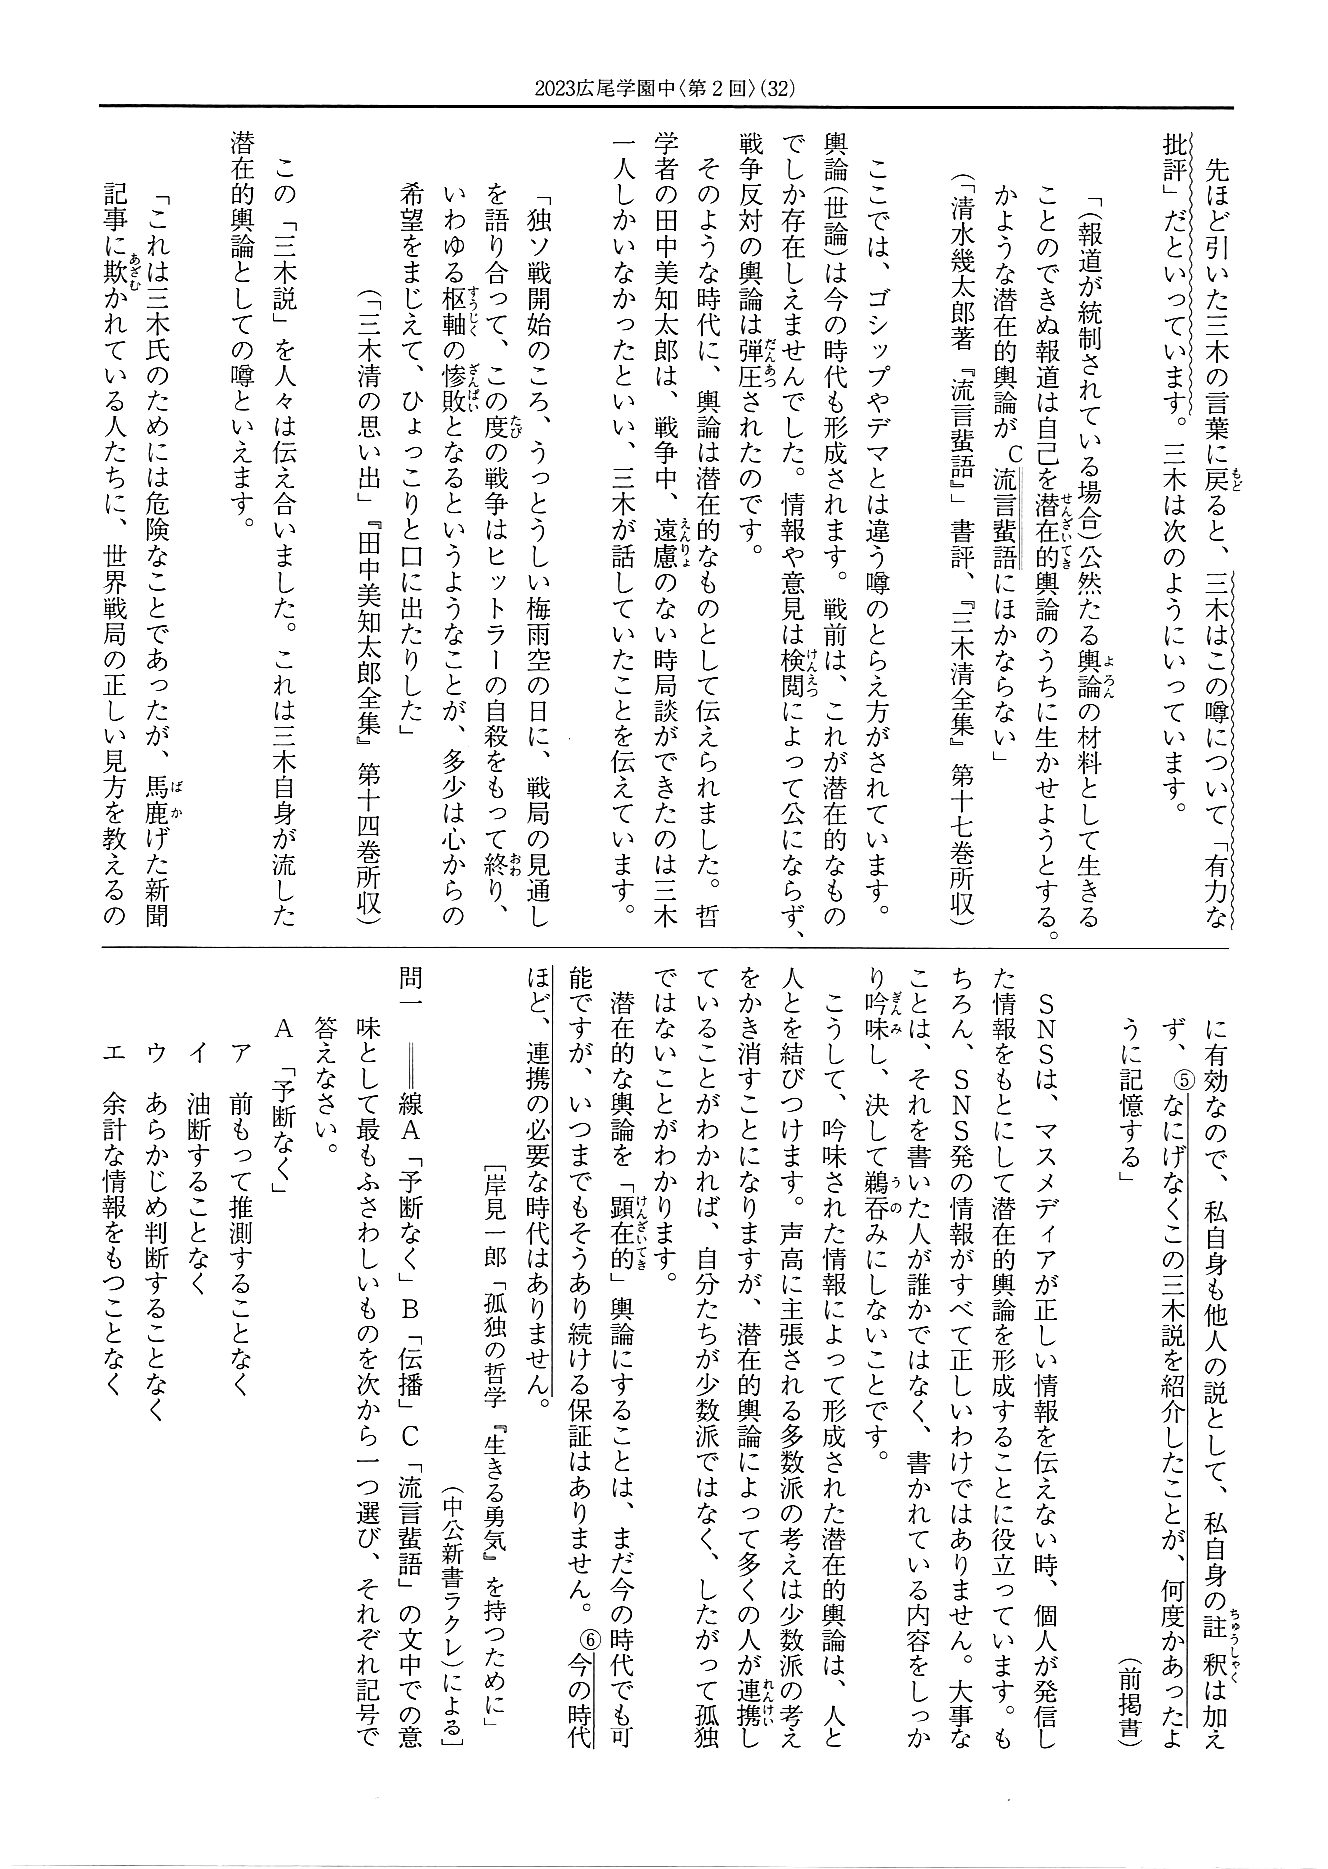 2023広尾学園中〈第2回〉(32)
先ほど引いた三木の言葉に戻ると、三木はこの噂について「有力な
批評」だといっています。三木は次のようにいっています。
「(報道が統制されている場合)公然たる輿論の材料として生きる
ことのできぬ報道は自己を潜在的輿論のうちに生かせようとする。
かような潜在的輿論がC流言蜚語にほかならない」
(「清水幾太郎著『流言蜚語』」書評、『三木清全集』第十七巻所収)
ここでは、ゴシップやデマとは違う噂のとらえ方がされています。
輿論(世論)は今の時代も形成されます。戦前は、これが潜在的なもの
でしか存在しえませんでした。情報や意見は検閲によって公にならず、
戦争反対の輿論は弾圧されたのです。
そのような時代に、輿論は潜在的なものとして伝えられました。哲
学者の田中美知太郎は、戦争中、遠慮のない時局談ができたのは三木
一人しかいなかったといい、三木が話していたことを伝えています。
「独ソ戦開始のころ、うっとうしい梅雨空の日に、戦局の見通し
を語り合って、この度の戦争はヒットラーの自殺をもって終り、
いわゆる枢軸の惨敗となるというようなことが、多少は心からの
希望をまじえて、ひょっこりと口に出たりした」
(「三木清の思い出」『田中美知太郎全集』第十四巻所収)
この「三木説」を人々は伝え合いました。これは三木自身が流した
潜在的輿論としての噂といえます。
「これは三木氏のためには危険なことであったが、馬鹿げた新聞
記事に欺かれている人たちに、世界戦局の正しい見方を教えるの
に有効なので、私自身も他人の説として、私自身の註釈は加え
ず、⑤なにげなくこの三木説を紹介したことが、何度かあったよ
うに記憶する」
(前掲書)
SNSは、マスメディアが正しい情報を伝えない時、個人が発信し
た情報をもとにして潜在的輿論を形成することに役立っています。も
ちろん、SNS発の情報がすべて正しいわけではありません。大事な
ことは、それを書いた人が誰かではなく、書かれている内容をしっか
り吟味し、決して鵜呑みにしないことです。
こうして、吟味された情報によって形成された潜在的輿論は、人と
人とを結びつけます。声高に主張される多数派の考えは少数派の考え
をかき消すことになりますが、潜在的輿論によって多くの人が連携し
ていることがわかれば、自分たちが少数派ではなく、したがって孤独
ではないことがわかります。
潜在的な輿論を「顕在的」輿論にすることは、まだ今の時代でも可
能ですが、いつまでもそうあり続ける保証はありません。⑥今の時代
ほど、連携の必要な時代はありません。
[岸見一郎「孤独の哲学『生きる勇気』を持つために」
(中公新書ラクレ)による]
問一 ══線A「予断なく」B「伝播」C「流言蜚語」の文中での意
味として最もふさわしいものを次から一つ選び、それぞれ記号で
答えなさい。
A 「予断なく」
ア 前もって推測することなく
イ 油断することなく
ウ あらかじめ判断することなく
エ 余計な情報をもつことなく